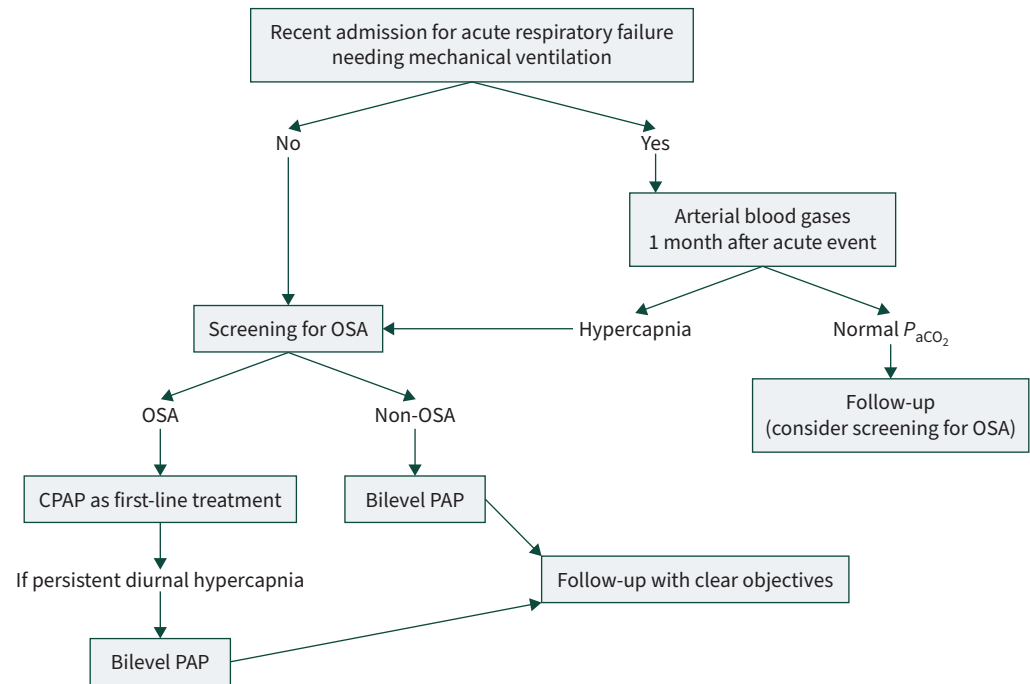 Recent admission for acute respiratory failure
needing mechanical ventilation
No
Yes
Arterial blood gases
1 month after acute event
Screening for OSA
Hypercapnia
Normal PaCO2
Follow-up
(consider screening for OSA)
OSA
Non-OSA
CPAP as first-line treatment
Bilevel PAP
If persistent diurnal hypercapnia
Follow-up with clear objectives
Bilevel PAP